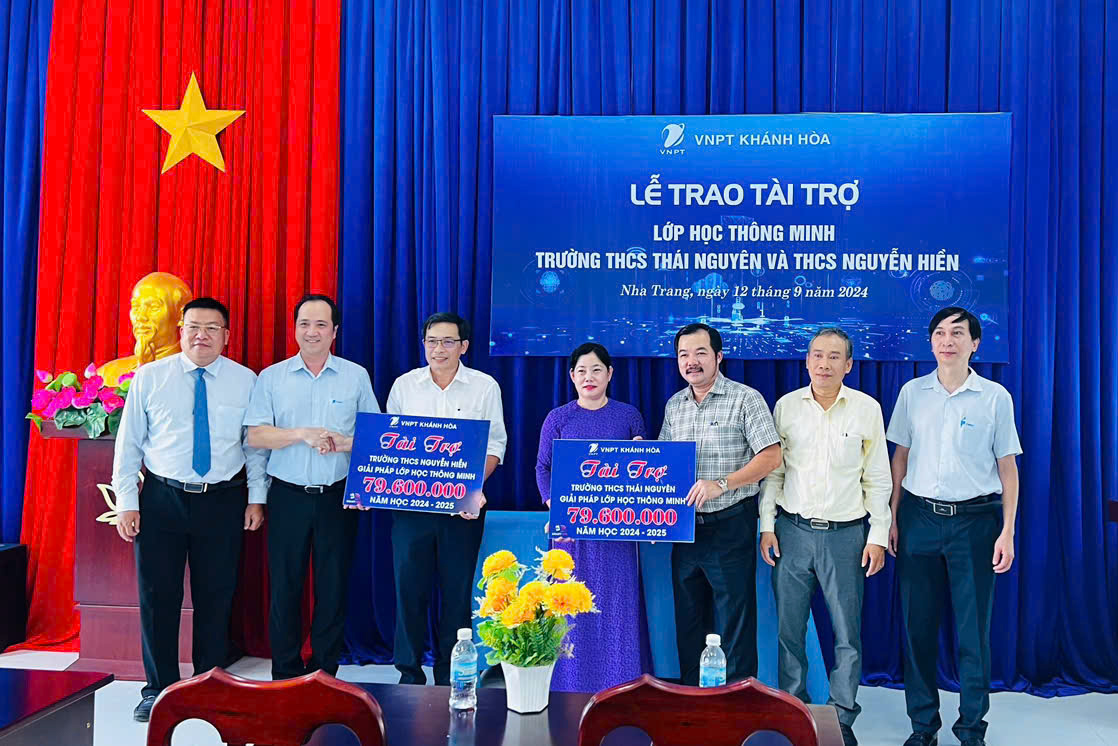 VNPT
VNPT KHÁNH HÒA
LỄ TRAO TÀI TRỢ
LỚP HỌC THÔNG MINH
TRƯỜNG THCS THÁI NGUYÊN VÀ THCS NGUYỄN HIỀN
Nha Trang, ngày 12 tháng 9 năm 2024
VNPT KHÁNH HÒA
Tài Trợ
TRƯỜNG THCS NGUYỄN HIỀN
GIẢI PHÁP LỚP HỌC THÔNG MINH
79.600.000
NĂM HỌC 2024 - 2025
VNPT KHÁNH HÒA
Tài Trợ
TRƯỜNG THCS THÁI NGUYÊN
GIẢI PHÁP LỚP HỌC THÔNG MINH
79.600.000
NĂM HỌC 2024 - 2025